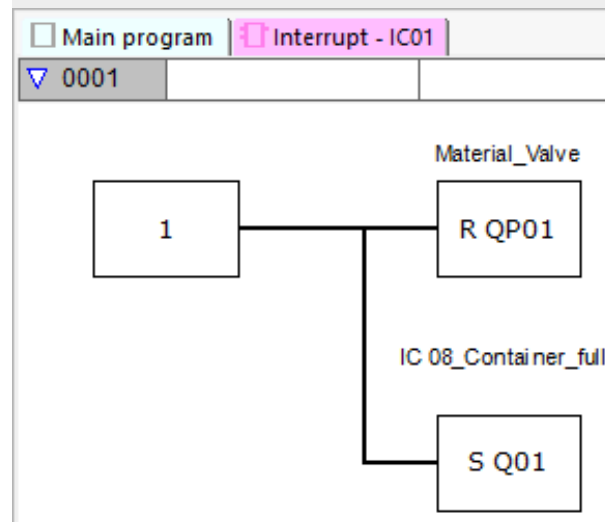 Main program Interrupt - IC01
0001
Material_Valve
1 R QP01
IC 08_Container_full
S Q01